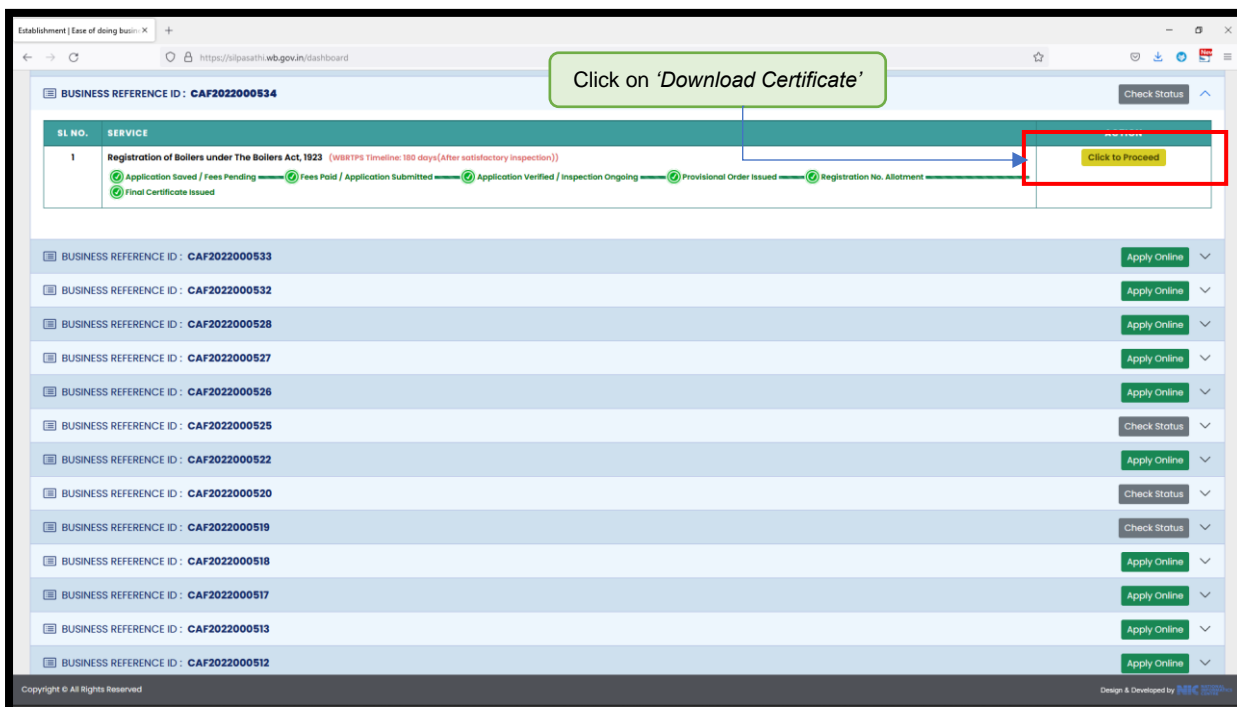 Establishment | Ease of doing busin
https://silpasathi.wb.gov.in/dashboard
New
Click on ‘Download Certificate’
BUSINESS REFERENCE ID : CAF2022000534
Check Status
SL NO. SERVICE ACTION
1 Registration of Boilers under The Boilers Act, 1923 (WBRTPS Timeline: 180 days(After satisfactory inspection)) Click to Proceed
Application Saved / Fees Pending Fees Paid / Application Submitted Application Verified / Inspection Ongoing Provisional Order Issued Registration No. Allotment
Final Certificate Issued
BUSINESS REFERENCE ID : CAF2022000533 Apply Online
BUSINESS REFERENCE ID : CAF2022000532 Apply Online
BUSINESS REFERENCE ID : CAF2022000528 Apply Online
BUSINESS REFERENCE ID : CAF2022000527 Apply Online
BUSINESS REFERENCE ID : CAF2022000526 Apply Online
BUSINESS REFERENCE ID : CAF2022000525 Check Status
BUSINESS REFERENCE ID : CAF2022000522 Apply Online
BUSINESS REFERENCE ID : CAF2022000520 Check Status
BUSINESS REFERENCE ID : CAF2022000519 Check Status
BUSINESS REFERENCE ID : CAF2022000518 Apply Online
BUSINESS REFERENCE ID : CAF2022000517 Apply Online
BUSINESS REFERENCE ID : CAF2022000513 Apply Online
BUSINESS REFERENCE ID : CAF2022000512 Apply Online
Copyright © All Rights Reserved Design & Developed by NIC